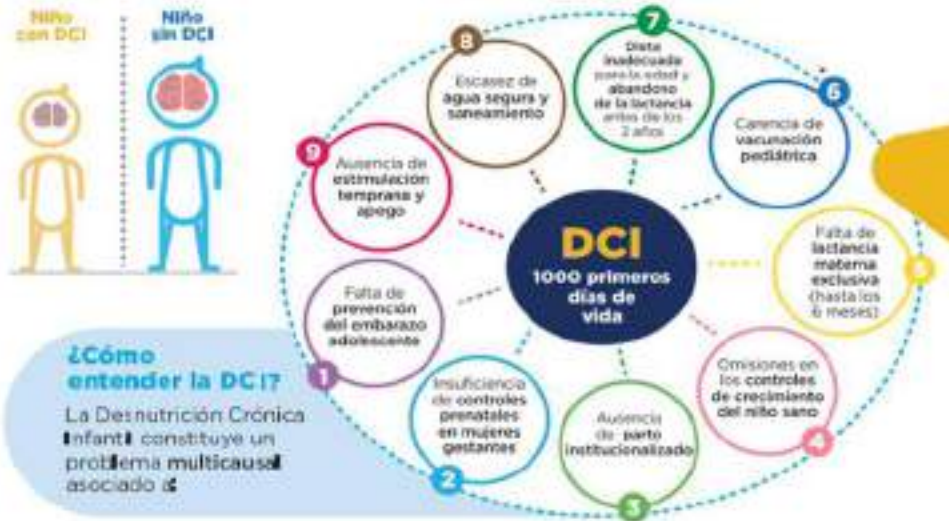 Niño
con DCI
Niño
sin DCI
¿Cómo
entender la DCI?
La Desnutrición Crónica
Infantil constituye un
problema multicausal
asociado a:
DCI
1000 primeros
días de
vida
1
Falta de
prevención
del embarazo
adolescente
2
Insuficiencia
de controles
prenatales
en mujeres
gestantes
3
Ausencia
de parto
institucionalizado
4
Omisiones en
los controles
de crecimiento
del niño sano
5
Falta de
lactancia
materna
exclusiva
(hasta los
6 meses)
6
Carencia de
vacunación
pediátrica
7
Dieta
inadecuada
para la edad y
abandono
de la lactancia
antes de los
2 años
8
Escasez de
agua segura y
saneamiento
9
Ausencia de
estimulación
temprana y
apego